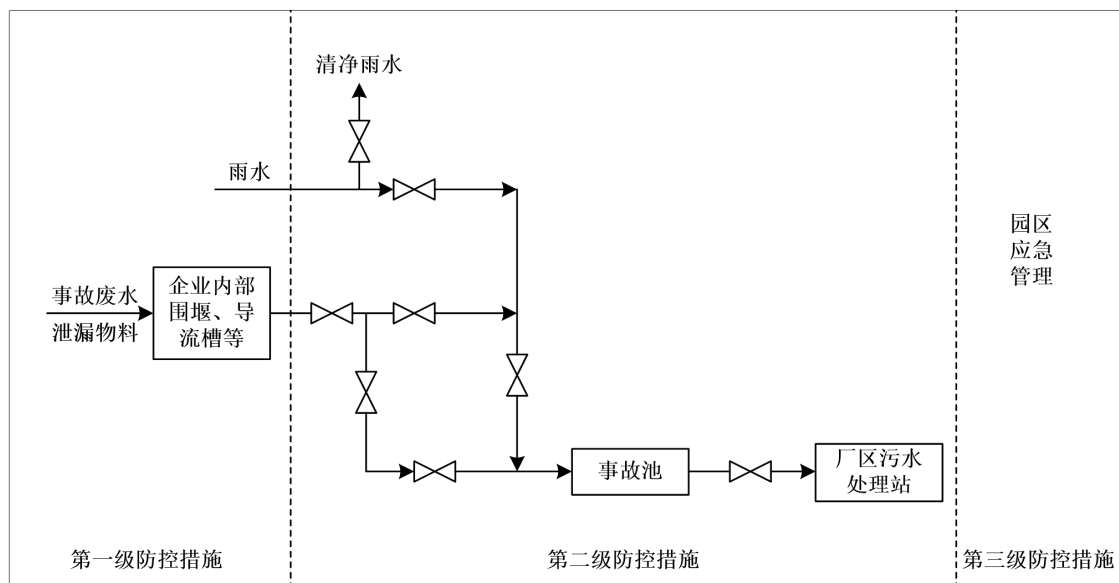 清净雨水
雨水
事故废水
泄漏物料
企业内部
围堰、导
流槽等
园区
应急
管理
事故池
厂区污水
处理站
第一级防控措施
第二级防控措施
第三级防控措施